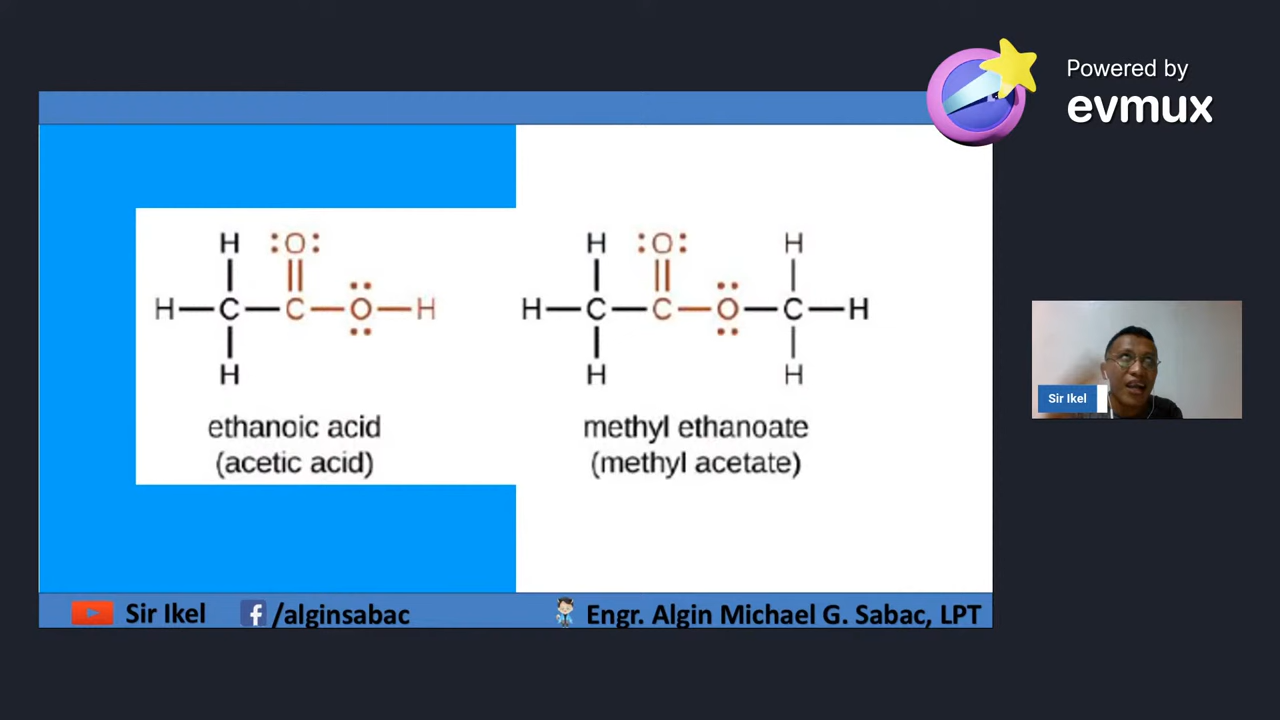 Powered by
evmux
H :O: H :O: H
H C C O H H C C O C H
H H H
ethanoic acid methyl ethanoate
(acetic acid) (methyl acetate)
Sir Ikel
Sir Ikel /alginsabac Engr. Algin Michael G. Sabac, LPT